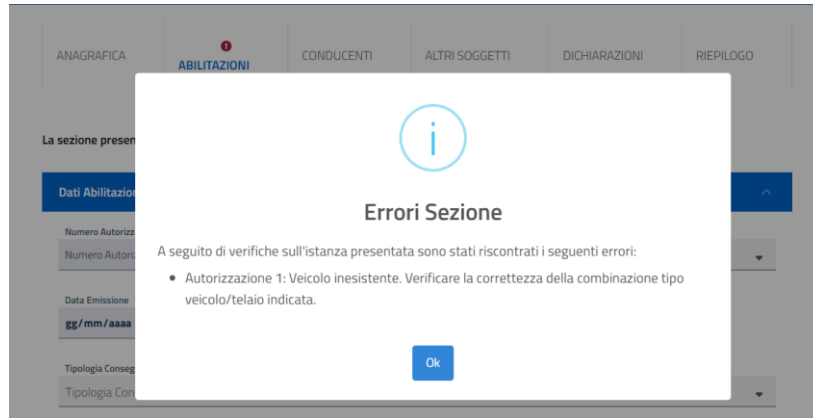 ANAGRAFICA
ABILITAZIONI
CONDUCENTI
ALTRI SOGGETTI
DICHIARAZIONI
RIEPILOGO
La sezione presen
Dati Abilitazion
Errori Sezione
Numero Autorizz
Numero Autoriz
A seguito di verifiche sull'istanza presentata sono stati riscontrati i seguenti errori:
• Autorizzazione 1: Veicolo inesistente. Verificare la correttezza della combinazione tipo
veicolo/telaio indicata.
Data Emissione
gg/mm/aaaa
Ok
Tipologia Conseg
Tipologia Con